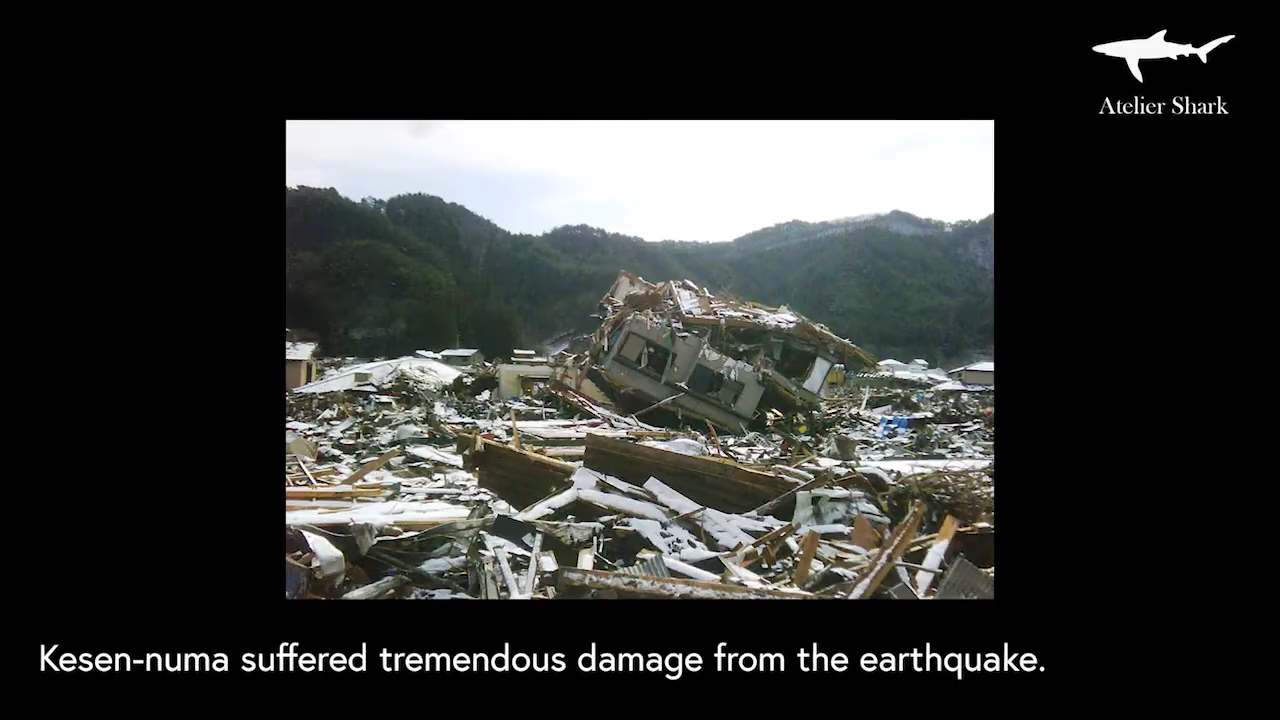 Atelier Shark
Kesen-numa suffered tremendous damage from the earthquake.